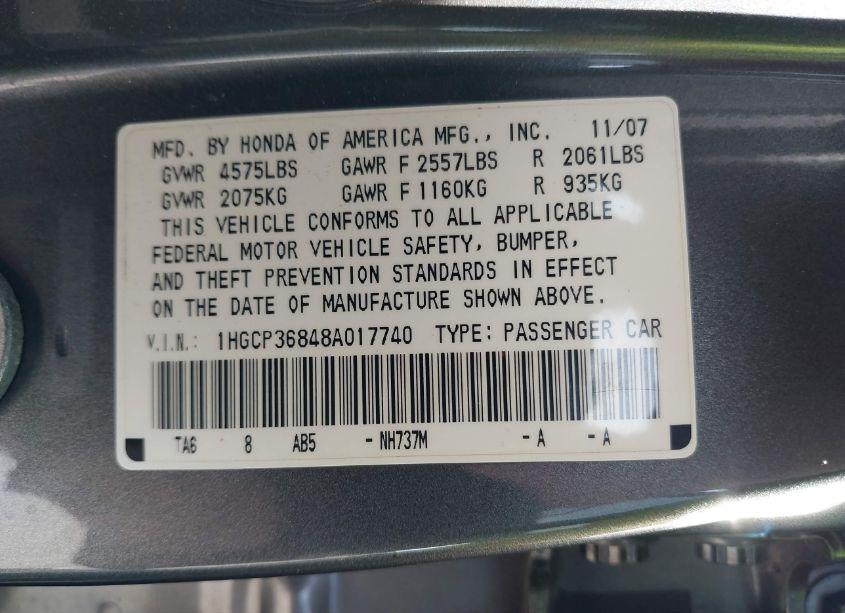 MFD. BY HONDA OF AMERICA MFG., INC. 11/07
GVWR 4575LBS GAWR F 2557LBS R 2061LBS
GVWR 2075KG GAWR F 1160KG R 935KG
THIS VEHICLE CONFORMS TO ALL APPLICABLE
FEDERAL MOTOR VEHICLE SAFETY, BUMPER,
AND THEFT PREVENTION STANDARDS IN EFFECT
ON THE DATE OF MANUFACTURE SHOWN ABOVE.
V.I.N.: 1HGCP36848A017740 TYPE: PASSENGER CAR
TA6 8 AB5 -NH737M -A -A